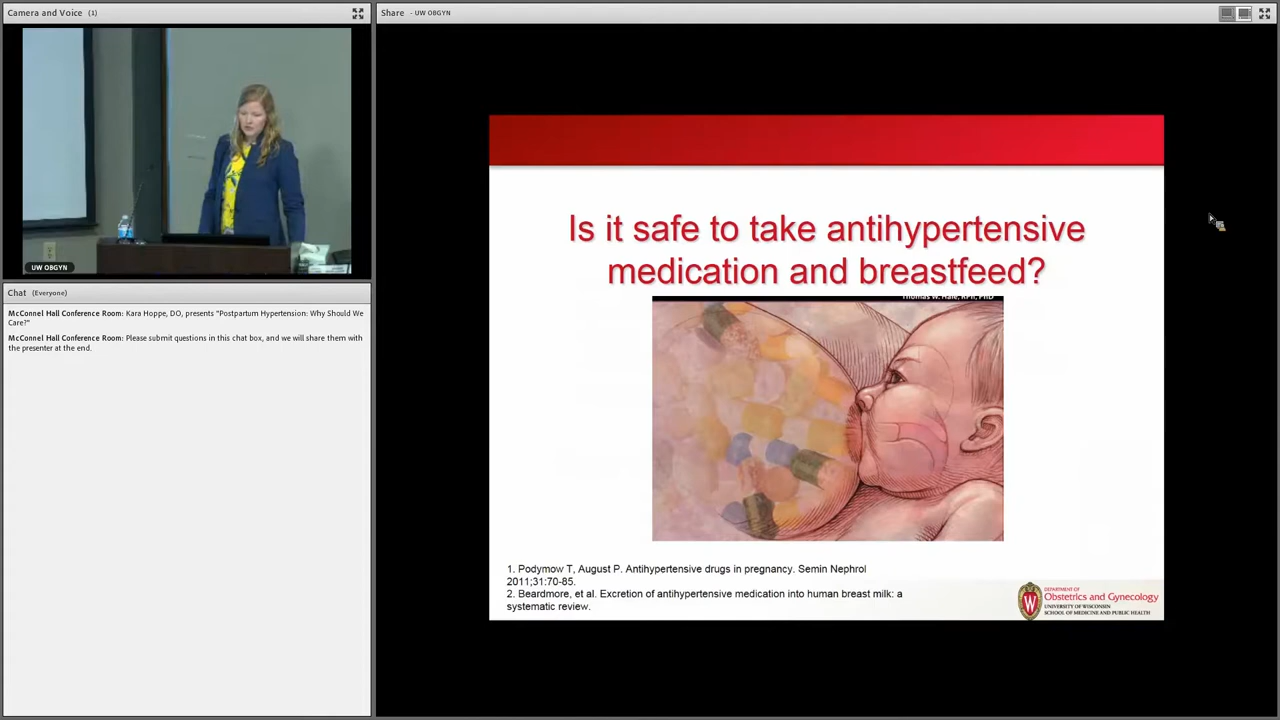 Camera and Voice (1)
UW OBGYN
Chat (Everyone)
McConnel Hall Conference Room: Kara Hoppe, DO, presents "Postpartum Hypertension: Why Should We
Care?"
McConnel Hall Conference Room: Please submit questions in this chat box, and we will share them with
the presenter at the end.
Share - UW OBGYN
Is it safe to take antihypertensive
medication and breastfeed?
Thomas W. Hale, RPh, PhD
1. Podymow T, August P. Antihypertensive drugs in pregnancy. Semin Nephrol
2011;31:70-85.
2. Beardmore, et al. Excretion of antihypertensive medication into human breast milk: a
systematic review.
W
DEPARTMENT OF
Obstetrics and Gynecology
UNIVERSITY OF WISCONSIN
SCHOOL OF MEDICINE AND PUBLIC HEALTH